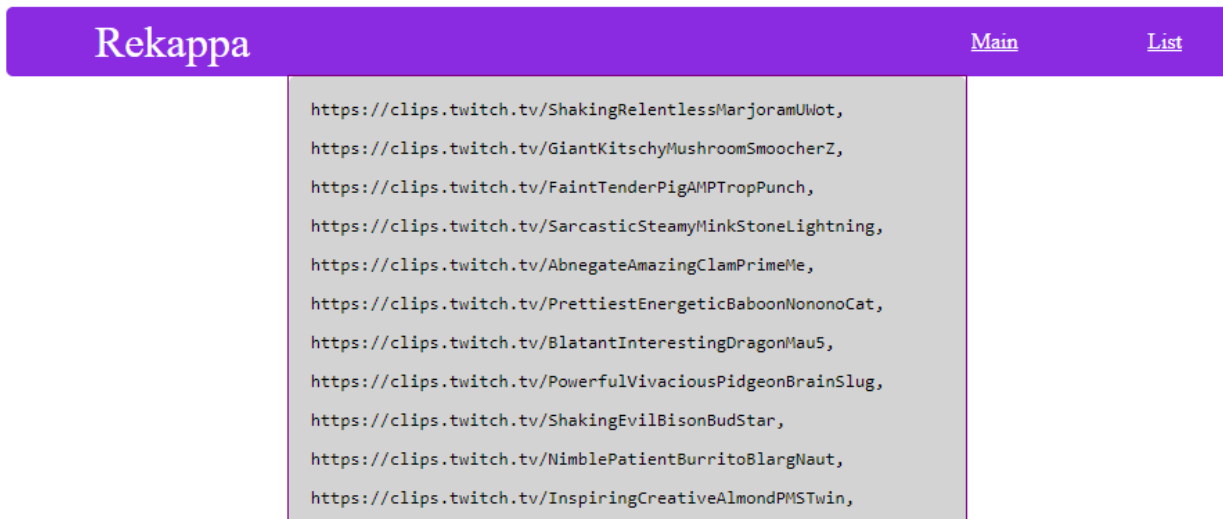 Rekappa Main List
https://clips.twitch.tv/ShakingRelentlessMarjoramUWot,
https://clips.twitch.tv/GiantKitschyMushroomSmoocherZ,
https://clips.twitch.tv/FaintTenderPigAMPTropPunch,
https://clips.twitch.tv/SarcasticSteamyMinkStoneLightning,
https://clips.twitch.tv/AbnegateAmazingClamPrimeMe,
https://clips.twitch.tv/PrettiestEnergeticBaboonNononoCat,
https://clips.twitch.tv/BlatantInterestingDragonMau5,
https://clips.twitch.tv/PowerfulVivaciousPidgeonBrainSlug,
https://clips.twitch.tv/ShakingEvilBisonBudStar,
https://clips.twitch.tv/NimblePatientBurritoBlargNaut,
https://clips.twitch.tv/InspiringCreativeAlmondPMSTwin,